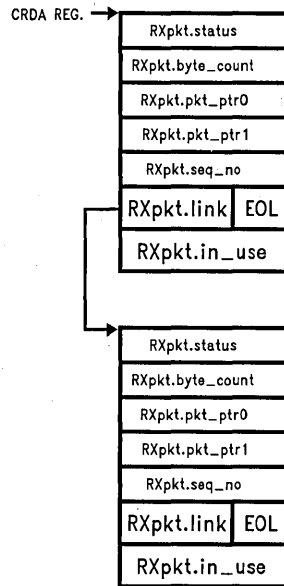 CRDA REG.
RXpkt.status
RXpkt.byte_count
RXpkt.pkt_ptr0
RXpkt.pkt_ptr1
RXpkt.seq_no
RXpkt.link EOL
RXpkt.in_use
RXpkt.status
RXpkt.byte_count
RXpkt.pkt_ptr0
RXpkt.pkt_ptr1
RXpkt.seq_no
RXpkt.link EOL
RXpkt.in_use